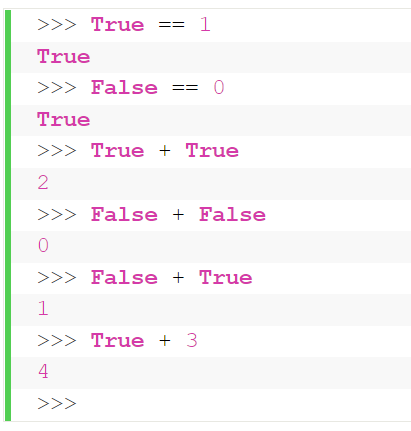 >>> True == 1
True
>>> False == 0
True
>>> True + True
2
>>> False + False
0
>>> False + True
1
>>> True + 3
4
>>>